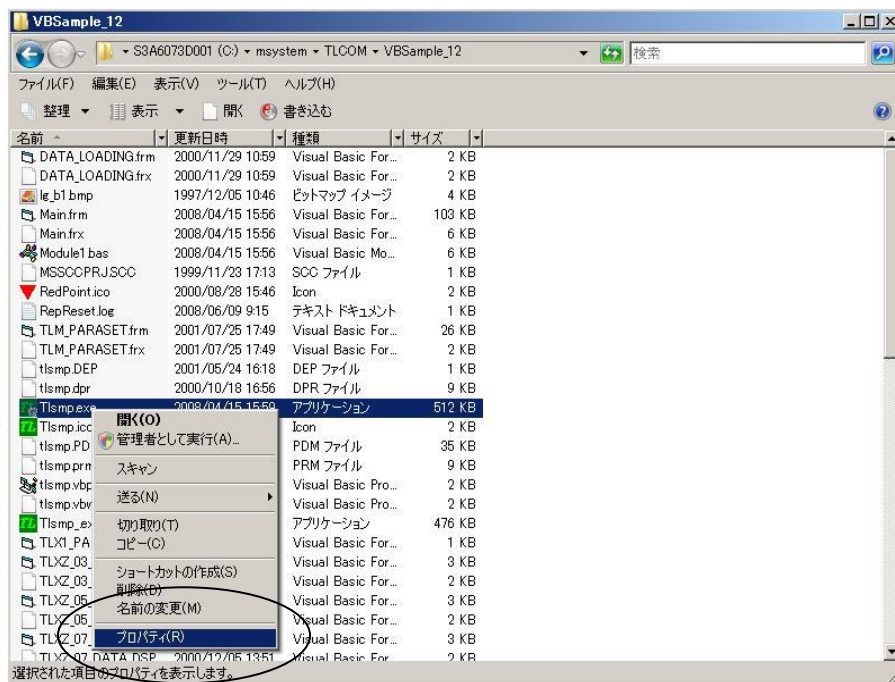 VBSample_12
S3A6073D001 (C:) msystem TLCOM VBSample_12
検索
ファイル(F) 編集(E) 表示(V) ツール(T) ヘルプ(H)
整理 表示 開く 書き込む
名前 更新日時 種類 サイズ
DATA_LOADING.frm 2000/11/29 10:59 Visual Basic For... 2 KB
DATA_LOADING.frx 2000/11/29 10:59 Visual Basic For... 2 KB
lg_b1.bmp 1997/12/05 10:46 ビットマップ イメージ 4 KB
Main.frm 2008/04/15 15:56 Visual Basic For... 103 KB
Main.frx 2008/04/15 15:56 Visual Basic For... 6 KB
Module1.bas 2008/04/15 15:56 Visual Basic Mo... 6 KB
MSSCCPRJ.SCC 1999/11/23 17:13 SCC ファイル 1 KB
RedPoint.ico 2000/08/28 15:46 Icon 2 KB
RepReset.log 2008/06/09 9:15 テキスト ドキュメント 1 KB
TLM_PARASET.frm 2001/07/25 17:49 Visual Basic For... 26 KB
TLM_PARASET.frx 2001/07/25 17:49 Visual Basic For... 2 KB
tlsmp.DEP 2001/05/24 16:18 DEP ファイル 1 KB
tlsmp.dpr 2000/10/18 16:56 DPR ファイル 9 KB
Tlsmp.exe 2008/04/15 15:59 アプリケーション 512 KB
Tlsmp.ico Icon 2 KB
tlsmp.PD PDM ファイル 35 KB
tlsmp.prm PRM ファイル 9 KB
tlsmp.vbp Visual Basic Pro... 2 KB
tlsmp.vbw Visual Basic Pro... 2 KB
Tlsmp_ex アプリケーション 476 KB
TLX1_PA Visual Basic For... 1 KB
TLXZ_03_ Visual Basic For... 3 KB
TLXZ_03_ Visual Basic For... 2 KB
TLXZ_05_ Visual Basic For... 3 KB
TLXZ_05_ Visual Basic For... 2 KB
TLXZ_07_ Visual Basic For... 3 KB
TLXZ_07_DATA_DSP 2000/12/05 13:51 Visual Basic For... 2 KB
開く(O)
管理者として実行(A)...
スキャン
送る(N)
切り取り(T)
コピー(C)
ショートカットの作成(S)
削除(D)
名前の変更(M)
プロパティ(R)
選択された項目のプロパティを表示します。